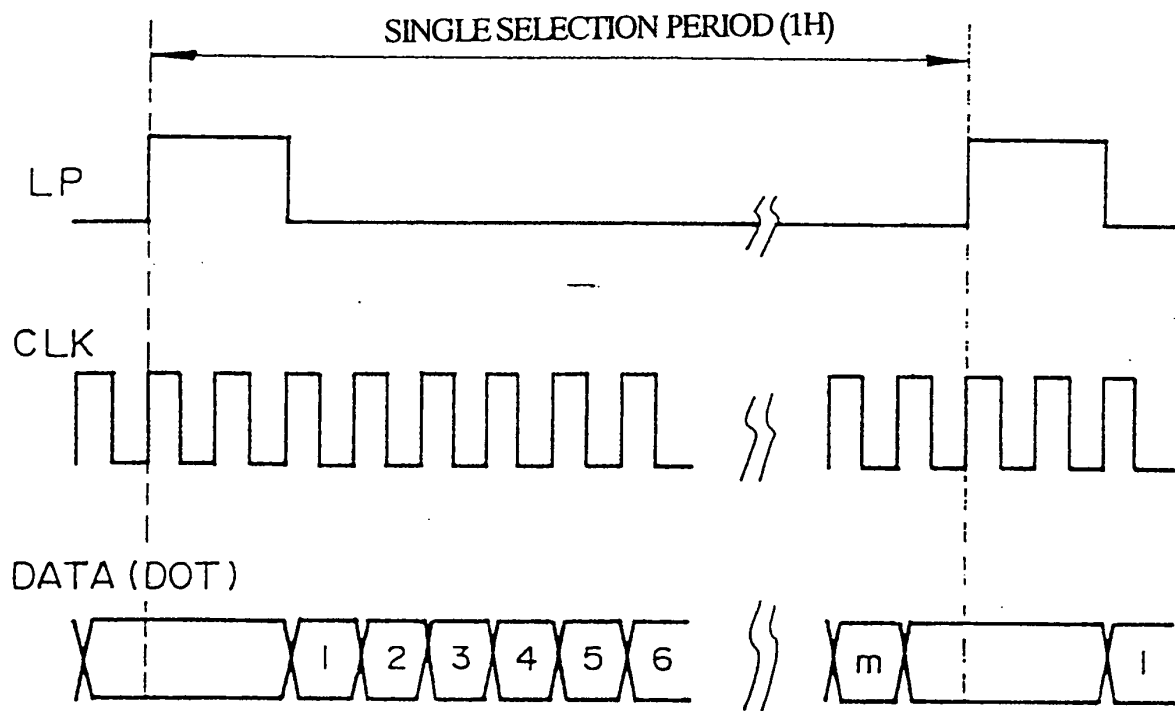 SINGLE SELECTION PERIOD (1H)
LP
CLK
DATA (DOT)
1 2 3 4 5 6 m 1